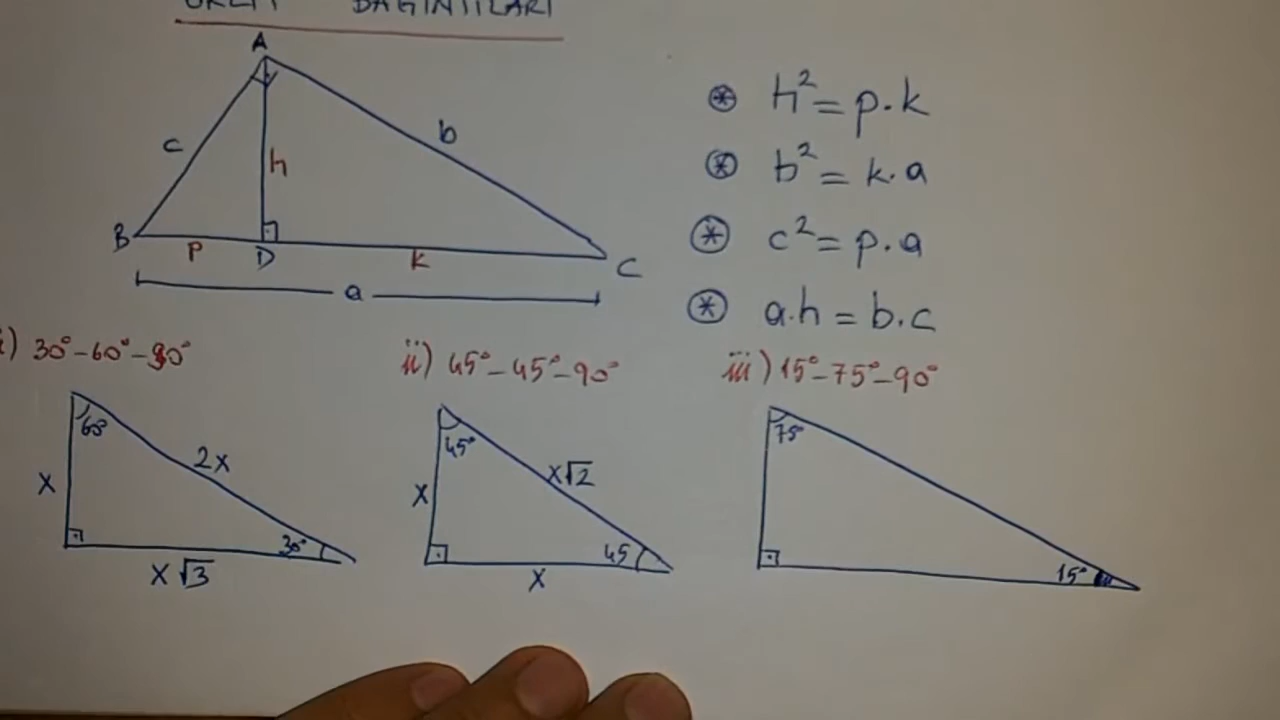 BAĞINTILARI
A
c
b
h
B
p
D
k
C
a
⊛ h² = p.k
⊛ b² = k.a
⊛ c² = p.a
⊛ a.h = b.c
i) 30°-60°-90°
60°
x
2x
30°
x√3
ii) 45°-45°-90°
45°
x
x√2
45
x
iii) 15°-75°-90°
75°
15°